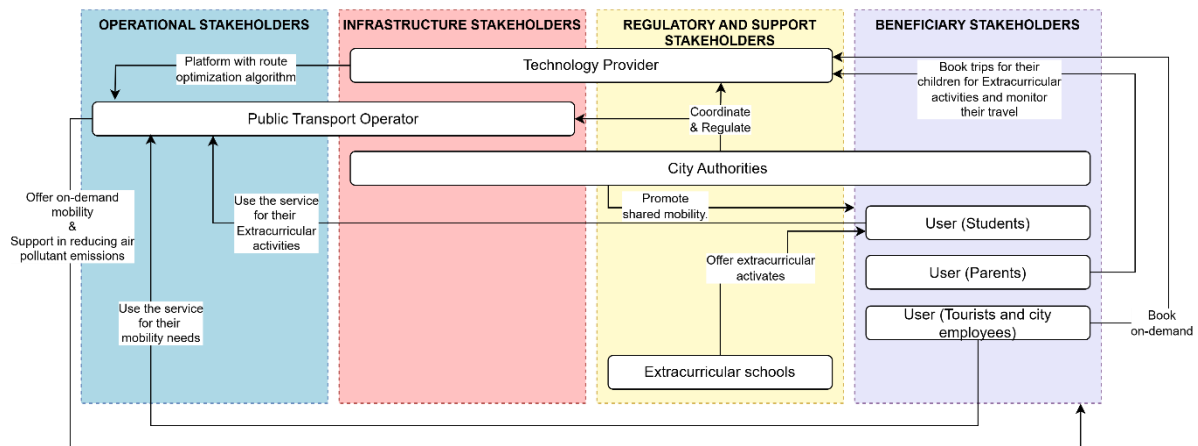 OPERATIONAL STAKEHOLDERS
INFRASTRUCTURE STAKEHOLDERS
REGULATORY AND SUPPORT
STAKEHOLDERS
BENEFICIARY STAKEHOLDERS
Platform with route
optimization algorithm
Technology Provider
Book trips for their
children for Extracurricular
activities and monitor
their travel
Public Transport Operator
Coordinate
& Regulate
City Authorities
Offer on-demand
mobility
&
Support in reducing air
pollutant emissions
Use the service
for their
Extracurricular
activities
Promote
shared mobility.
User (Students)
Offer extracurricular
activates
User (Parents)
Use the service
for their
mobility needs
User (Tourists and city
employees)
Book
on-demand
Extracurricular schools